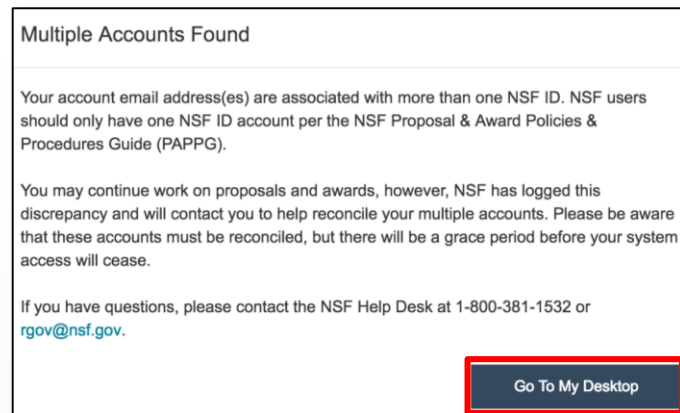 Multiple Accounts Found
Your account email address(es) are associated with more than one NSF ID. NSF users
should only have one NSF ID account per the NSF Proposal & Award Policies &
Procedures Guide (PAPPG).
You may continue work on proposals and awards, however, NSF has logged this
discrepancy and will contact you to help reconcile your multiple accounts. Please be aware
that these accounts must be reconciled, but there will be a grace period before your system
access will cease.
If you have questions, please contact the NSF Help Desk at 1-800-381-1532 or
rgov@nsf.gov.
Go To My Desktop